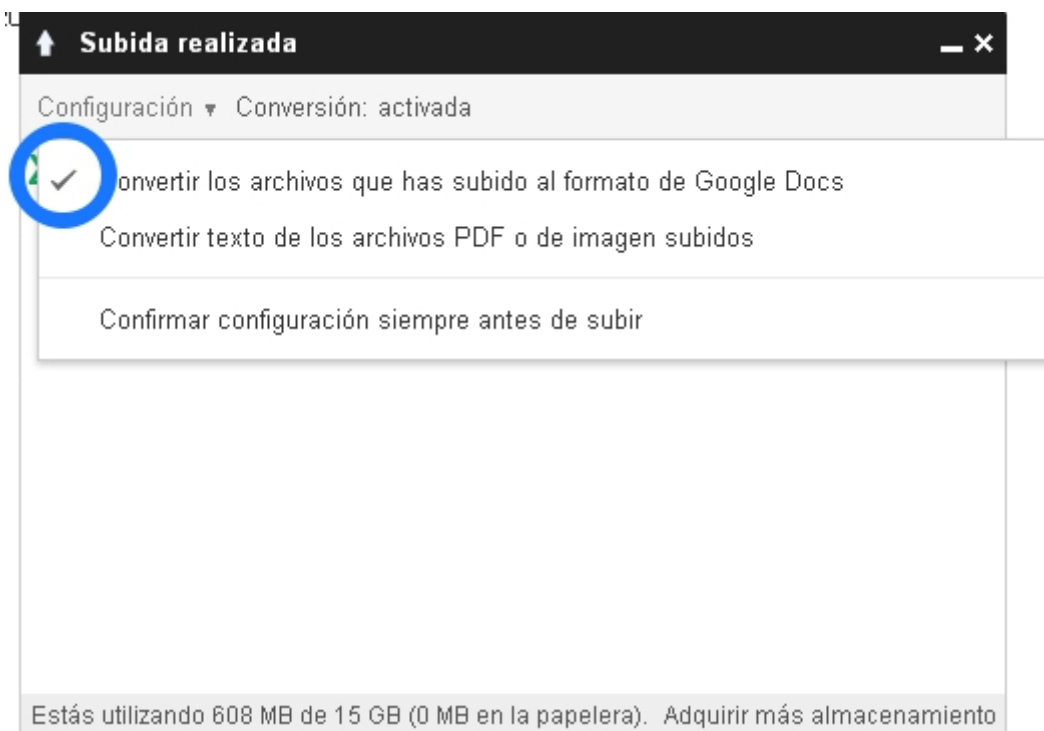 Subida realizada
Configuración ▾ Conversión: activada
onvertir los archivos que has subido al formato de Google Docs
Convertir texto de los archivos PDF o de imagen subidos
Confirmar configuración siempre antes de subir
Estás utilizando 608 MB de 15 GB (0 MB en la papelera). Adquirir más almacenamiento